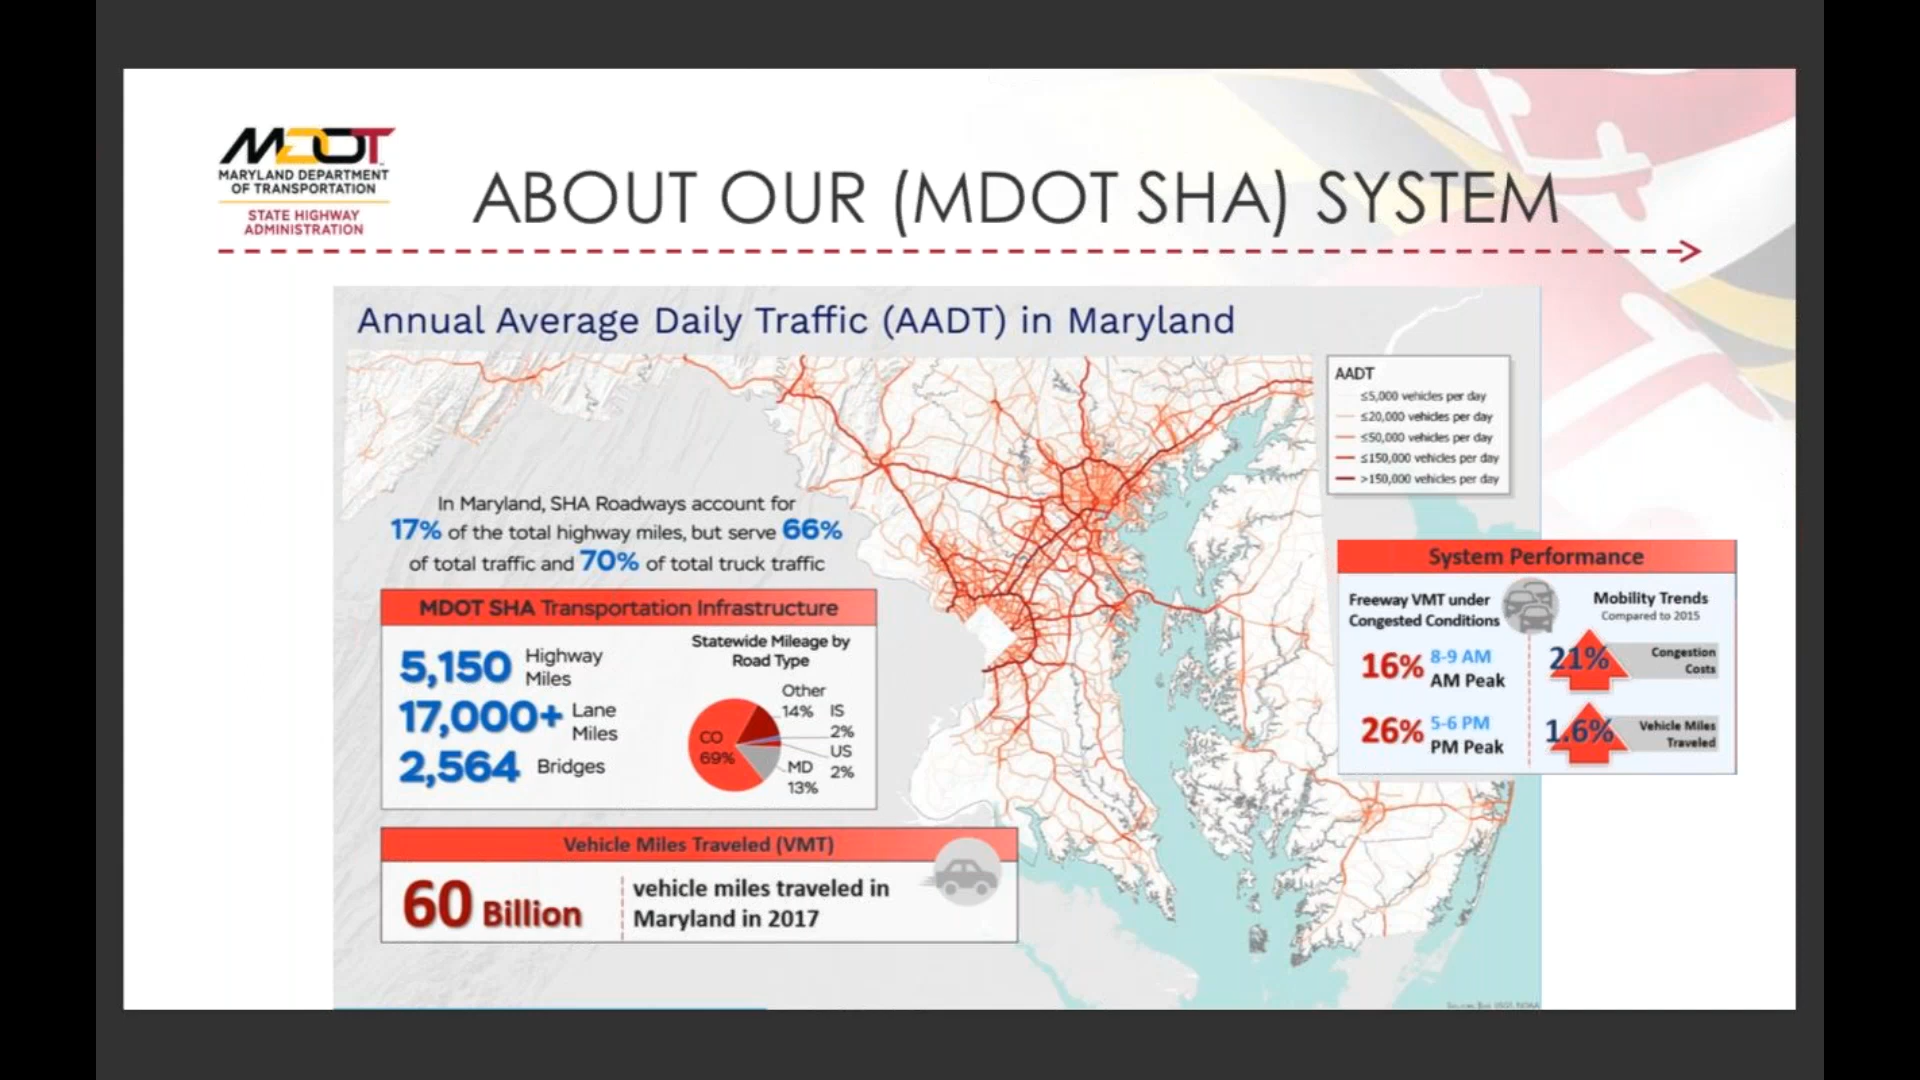 MDOT
MARYLAND DEPARTMENT
OF TRANSPORTATION
STATE HIGHWAY
ADMINISTRATION
ABOUT OUR (MDOT SHA) SYSTEM
Annual Average Daily Traffic (AADT) in Maryland
AADT
≤5,000 vehicles per day
≤20,000 vehicles per day
≤50,000 vehicles per day
≤150,000 vehicles per day
>150,000 vehicles per day
In Maryland, SHA Roadways account for
17% of the total highway miles, but serve 66%
of total traffic and 70% of total truck traffic
MDOT SHA Transportation Infrastructure
5,150 Highway
Miles
17,000+ Lane
Miles
2,564 Bridges
Statewide Mileage by
Road Type
Other
14%
IS
2%
US
2%
MD
13%
CO
69%
Vehicle Miles Traveled (VMT)
60 Billion
vehicle miles traveled in
Maryland in 2017
System Performance
Freeway VMT under
Congested Conditions
16% 8-9 AM
AM Peak
26% 5-6 PM
PM Peak
Mobility Trends
Compared to 2015
21% Congestion
Costs
1.6% Vehicle Miles
Traveled